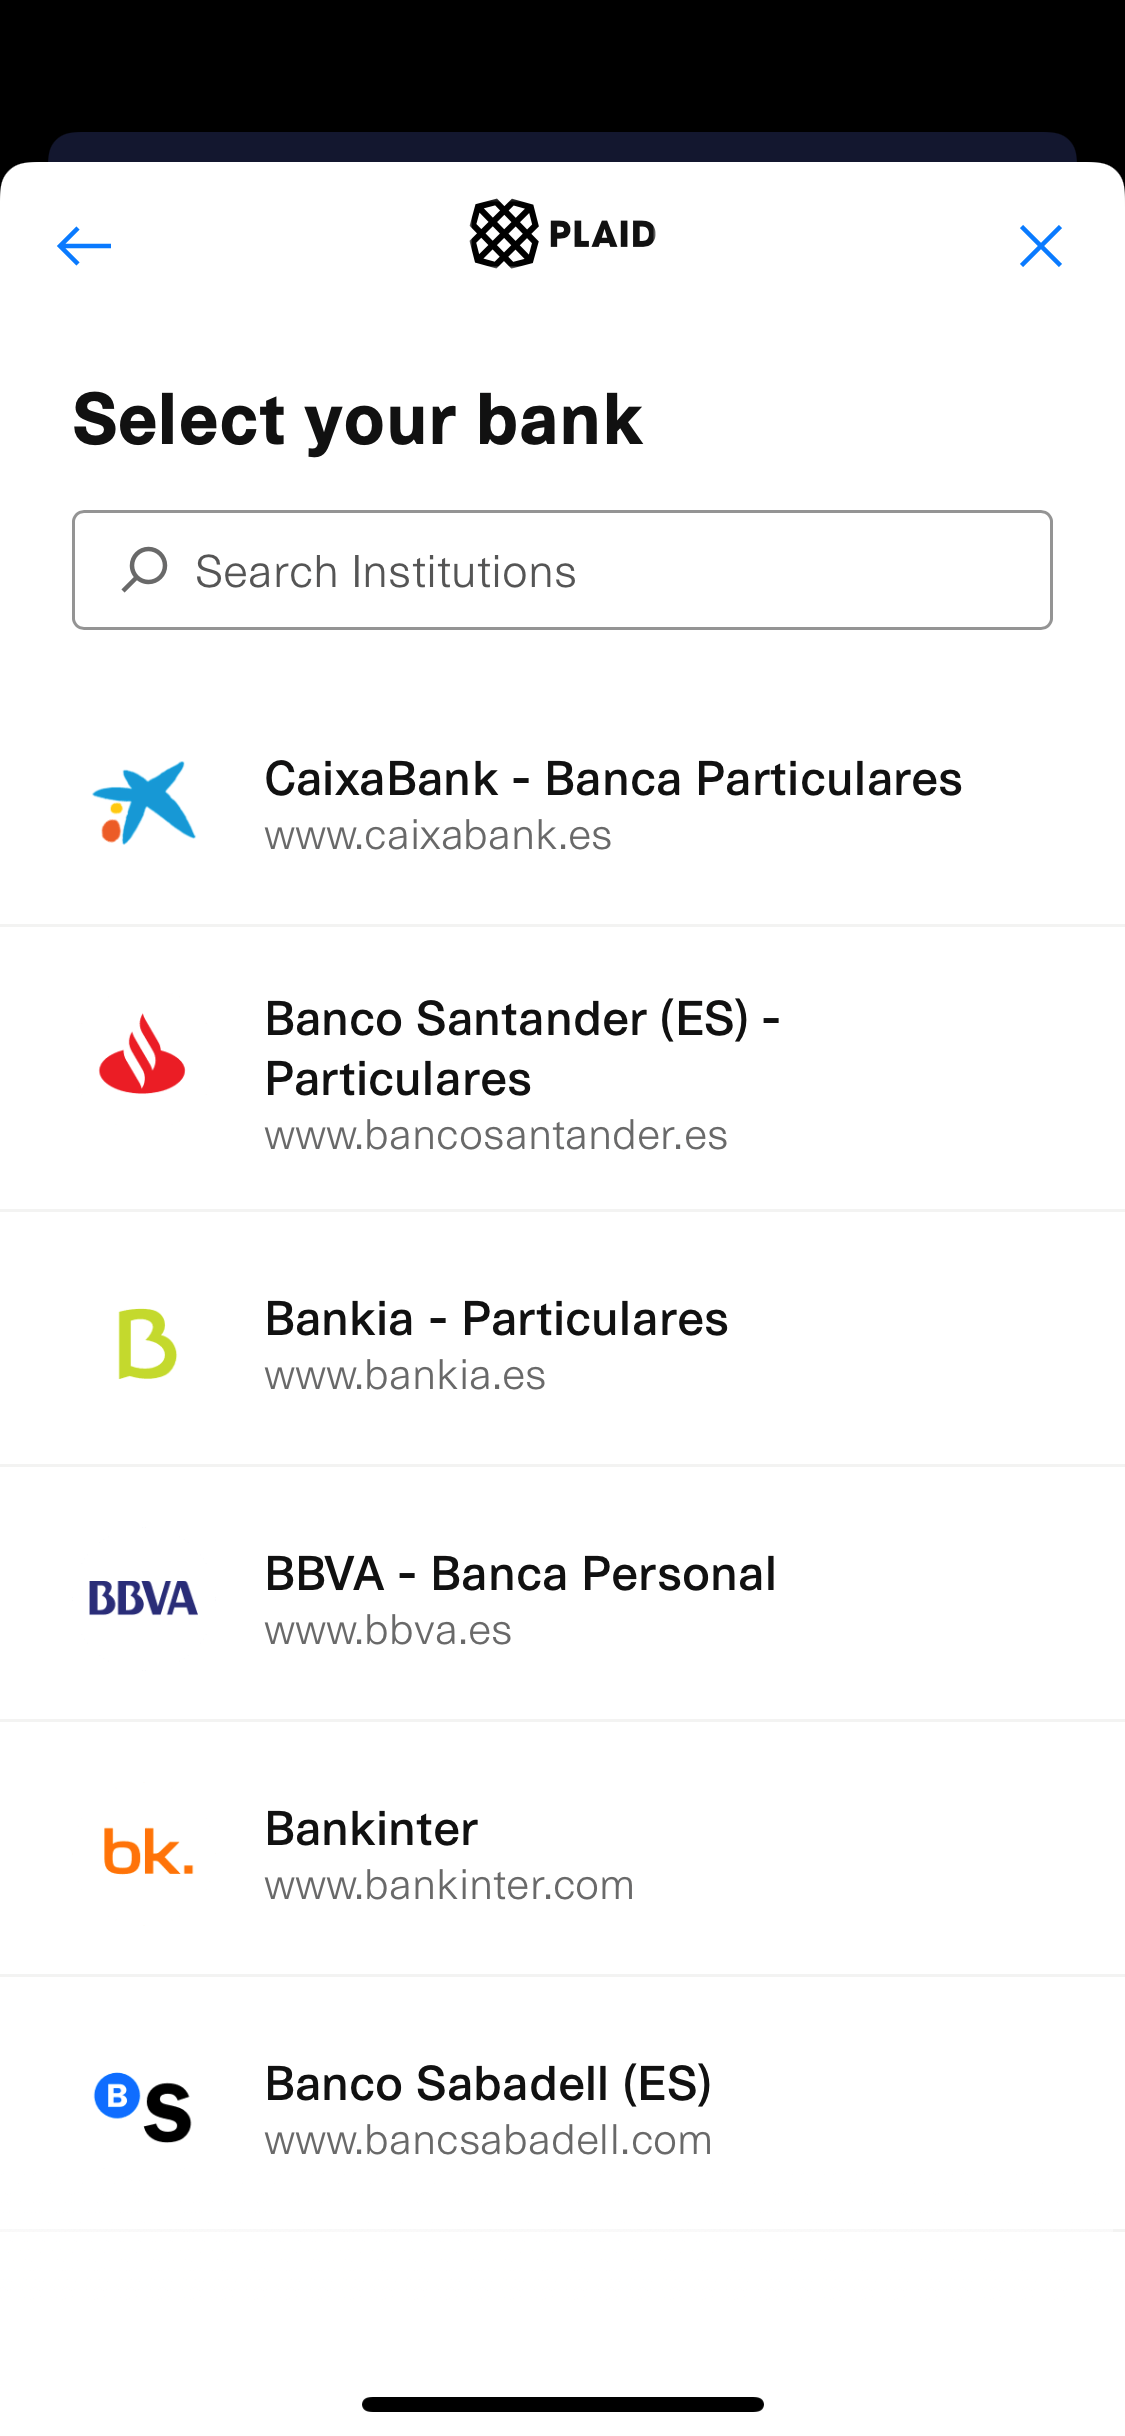 PLAID
Select your bank
Search Institutions
CaixaBank - Banca Particulares
www.caixabank.es
Banco Santander (ES) -
Particulares
www.bancosantander.es
B
Bankia - Particulares
www.bankia.es
BBVA
BBVA - Banca Personal
www.bbva.es
bk.
Bankinter
www.bankinter.com
B S
Banco Sabadell (ES)
www.bancsabadell.com